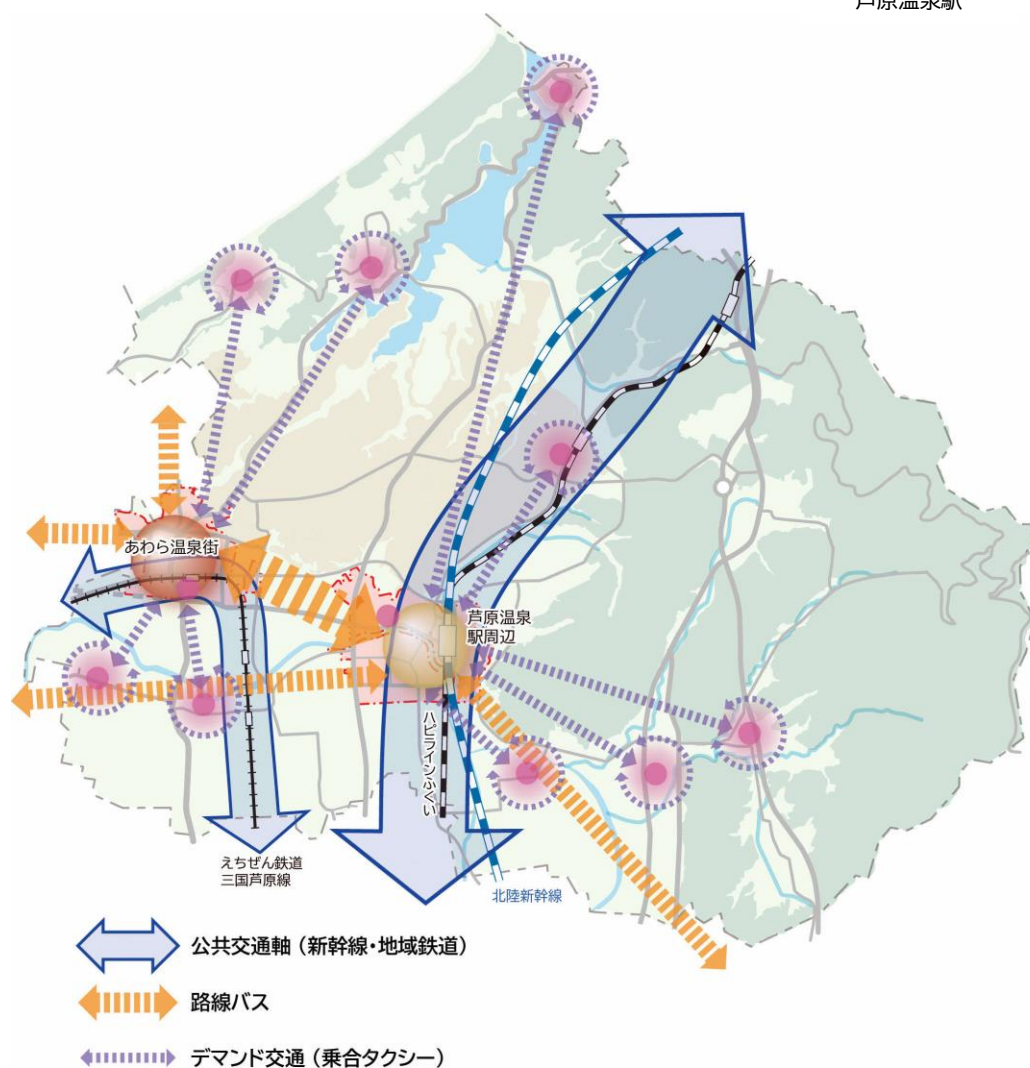 芦原温泉駅
あわら温泉街
芦原温泉
駅周辺
ハピラインふくい
えちぜん鉄道
三国芦原線
北陸新幹線
公共交通軸（新幹線・地域鉄道）
路線バス
デマンド交通（乗合タクシー）